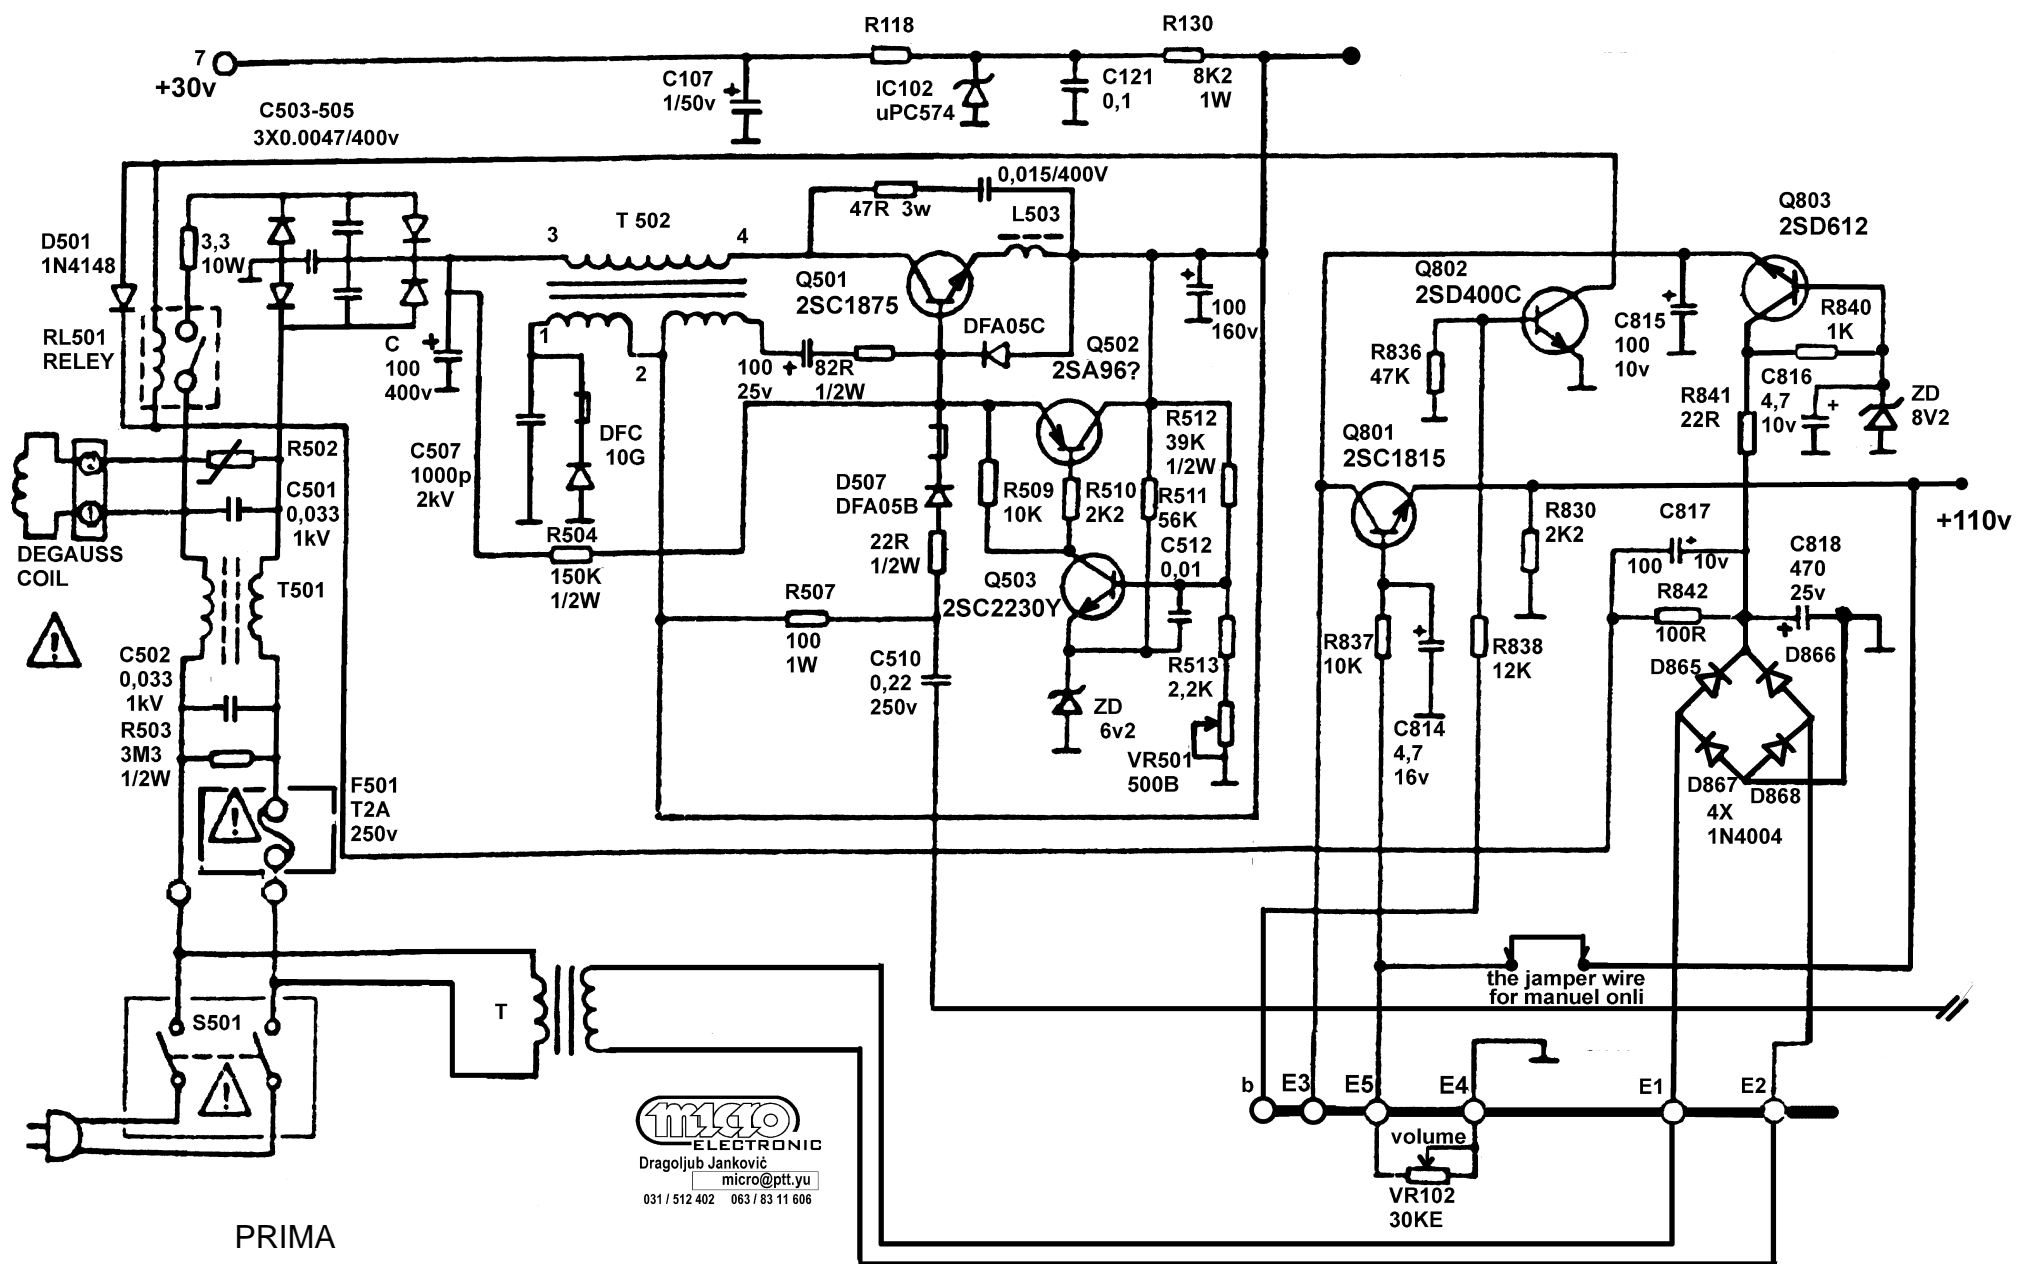 R118
R130
7
+30v
C107
1/50v
IC102
uPC574
C121
0,1
8K2
1W
C503-505
3X0.0047/400v
0,015/400V
47R 3w
L503
T 502
3
4
D501
1N4148
3,3
10W
Q501
2SC1875
Q803
2SD612
Q802
2SD400C
RL501
RELEY
C
100
400v
1
2
100
25v
82R
1/2W
DFA05C
Q502
2SA96?
100
160v
R836
47K
C815
100
10v
R840
1K
R841
22R
C816
4,7
10v
ZD
8V2
DFC
10G
C507
1000p
2kV
R502
C501
0,033
1kV
DEGAUSS
COIL
D507
DFA05B
R509
10K
R510
2K2
R512
39K
1/2W
R511
56K
Q801
2SC1815
R830
2K2
+110v
C817
100
10v
C818
470
25v
R504
150K
1/2W
22R
1/2W
C512
0,01
T501
R507
100
1W
Q503
2SC2230Y
R842
100R
R837
10K
R838
12K
C502
0,033
1kV
C510
0,22
250v
R513
2,2K
D865
D866
R503
3M3
1/2W
ZD
6v2
VR501
500B
C814
4,7
16v
D867
D868
4X
1N4004
F501
T2A
250v
!
!
!
T
S501
the jamper wire
for manuel onli
b
E3
E5
E4
E1
E2
volume
VR102
30KE
micro
ELECTRONIC
Dragoljub Janković
micro@ptt.yu
031 / 512 402 063 / 83 11 606
PRIMA